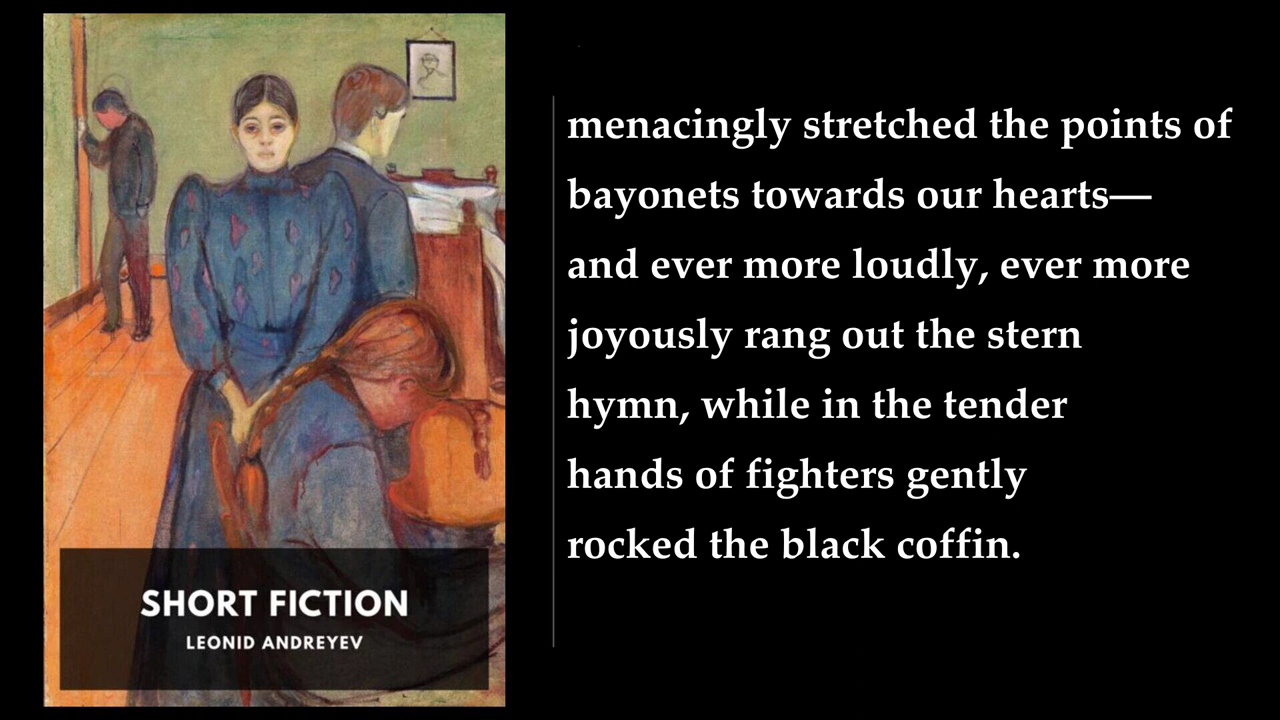 menacingly stretched the points of
bayonets towards our hearts—
and ever more loudly, ever more
joyously rang out the stern
hymn, while in the tender
hands of fighters gently
rocked the black coffin.
SHORT FICTION
LEONID ANDREYEV